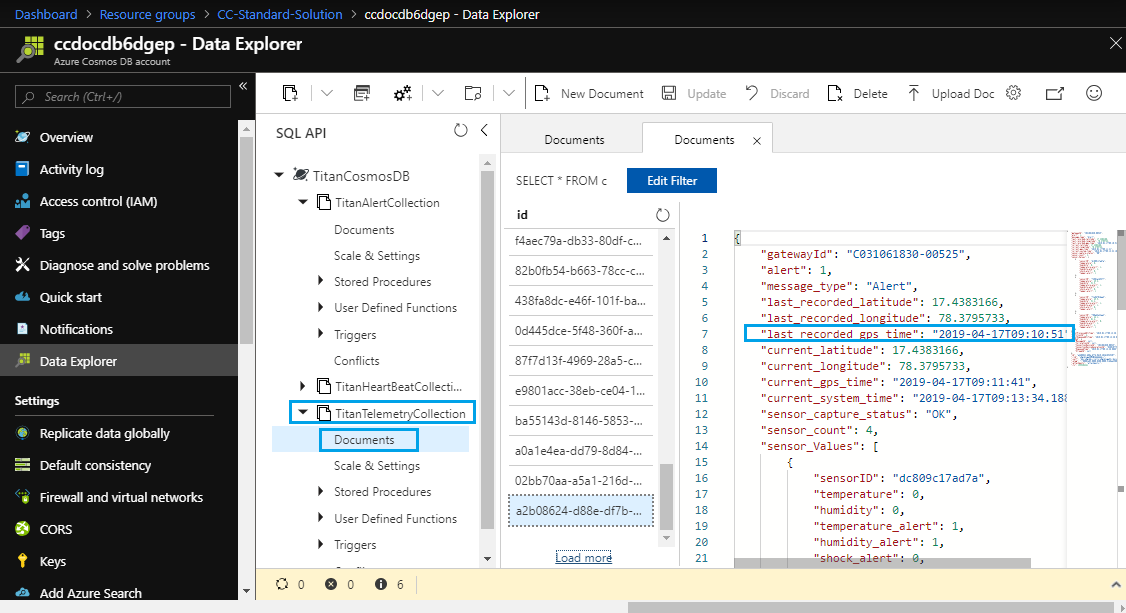 Dashboard > Resource groups > CC-Standard-Solution > ccdocdb6dgep - Data Explorer
ccdocdb6dgep - Data Explorer
Azure Cosmos DB account
Search (Ctrl+/)
Overview
Activity log
Access control (IAM)
Tags
Diagnose and solve problems
Quick start
Notifications
Data Explorer
Settings
Replicate data globally
Default consistency
Firewall and virtual networks
CORS
Keys
Add Azure Search
New Document
Update
Discard
Delete
Upload Doc
SQL API
TitanCosmosDB
TitanAlertCollection
Documents
Scale & Settings
Stored Procedures
User Defined Functions
Triggers
Conflicts
TitanHeartBeatCollecti...
TitanTelemetryCollection
Documents
Scale & Settings
Stored Procedures
User Defined Functions
Triggers
Documents
Documents
SELECT * FROM c
Edit Filter
id
f4aec79a-db33-80df-c...
82b0fb54-b663-78cc-c...
438fa8dc-e46f-101f-ba...
0d445dce-5f48-360f-a...
87f7d13f-4969-28a5-c...
e9801acc-38eb-ce04-1...
ba55143d-8146-5853-...
a0a1e4ea-dd79-8d84-...
02bb70aa-a5a1-216d-...
a2b08624-d88e-df7b-...
Load more
1 {
2 "gatewayId": "C031061830-00525",
3 "alert": 1,
4 "message_type": "Alert",
5 "last_recorded_latitude": 17.4383166,
6 "last_recorded_longitude": 78.3795733,
7 "last_recorded_gps_time": "2019-04-17T09:10:51"
8 "current_latitude": 17.4383166,
9 "current_longitude": 78.3795733,
10 "current_gps_time": "2019-04-17T09:11:41",
11 "current_system_time": "2019-04-17T09:13:34.188
12 "sensor_capture_status": "OK",
13 "sensor_count": 4,
14 "sensor_Values": [
15 {
16 "sensorID": "dc809c17ad7a",
17 "temperature": 0,
18 "humidity": 0,
19 "temperature_alert": 1,
20 "humidity_alert": 1,
21 "shock_alert": 0,
0 0 6